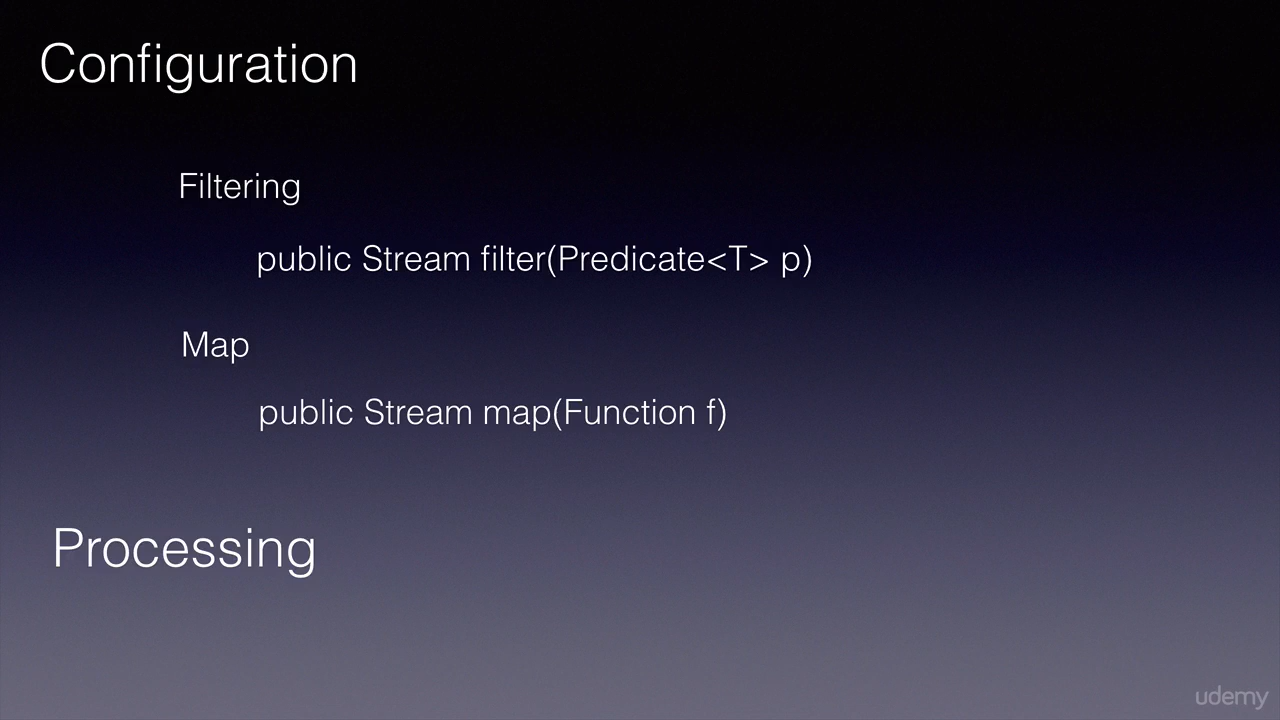 Configuration
Filtering
public Stream filter(Predicate<T> p)
Map
public Stream map(Function f)
Processing
udemy